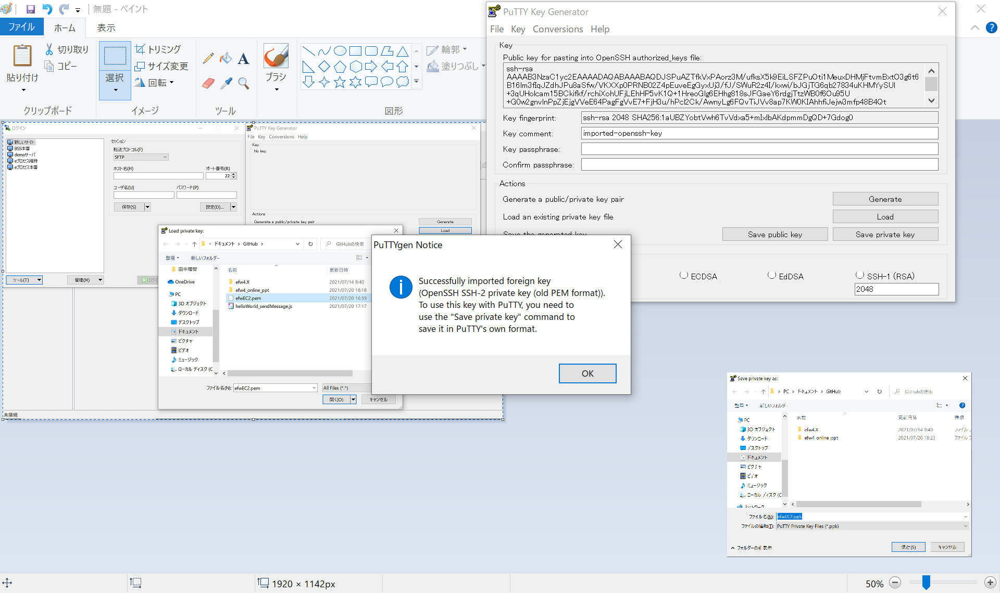 無題 - ペイント
ファイル
ホーム
表示
貼り付け
切り取り
コピー
クリップボード
選択
トリミング
サイズ変更
回転
イメージ
ツール
ブラシ
図形
輪郭
塗りつぶし
PuTTY Key Generator
File Key Conversions Help
Key
Public key for pasting into OpenSSH authorized_keys file:
ssh-rsa
Key fingerprint:
ssh-rsa 2048 SHA256:1aUBZYobtVwh6TvVdxa5+mIxlbAKdpmmDgQD+7Gdog0
Key comment:
imported-openssh-key
Key passphrase:
Confirm passphrase:
Actions
Generate a public/private key pair
Generate
Load an existing private key file
Load
Save the generated key
Save public key
Save private key
ECDSA
EdDSA
SSH-1 (RSA)
2048
ログイン
新しいサイト
BSS本番
demoサーバ
eプロセス維持
eプロセス本番
セッション
転送プロトコル(F)
SFTP
ホスト名(H)
ポート番号(R)
22
ユーザ名(U)
パスワード(P)
保存(S)
設定(D)...
ツール(T)
管理(M)
ログイ
未接続
PuTTY Key Generator
File Key Conversions Help
Key
No key.
Actions
Generate a public/private key pair
Generate
Load
Load private key:
« ドキュメント > GitHub >
GitHubの検索
整理
新しいフォルダー
田中理智
OneDrive
PC
3D オブジェクト
ダウンロード
デスクトップ
ドキュメント
ピクチャ
ビデオ
ミュージック
ローカル ディスク (C
名前
更新日時
efw4.X
2021/07/14 9:40
efw4_online_ppt
2021/07/20 18:18
efwEC2.pem
2021/07/20 16:59
helloWorld_sendMessage.js
2021/07/20 17:17
ファイル名(N):
efwEC2.pem
All Files (*.*)
開く(O)
キャンセル
PuTTYgen Notice
Successfully imported foreign key
(OpenSSH SSH-2 private key (old PEM format)).
To use this key with PuTTY, you need to
use the "Save private key" command to
save it in PuTTY's own format.
OK
Save private key as:
> PC > ドキュメント > GitHub
GitHubの検索
整理
新しいフォルダー
PC
3D オブジェクト
ダウンロード
デスクトップ
ドキュメント
ピクチャ
ビデオ
ミュージック
ローカル ディスク (C
ネットワーク
名前
更新日時
種類
efw4.X
2021/07/14 9:40
ファイル フ
efw4_online_ppt
2021/07/20 18:23
ファイル フ
ファイル名(N):
efwEC2.ppk
ファイルの種類(T):
PuTTY Private Key Files (*.ppk)
フォルダーの非表示
保存(S)
キャンセル
1920 × 1142px
50%